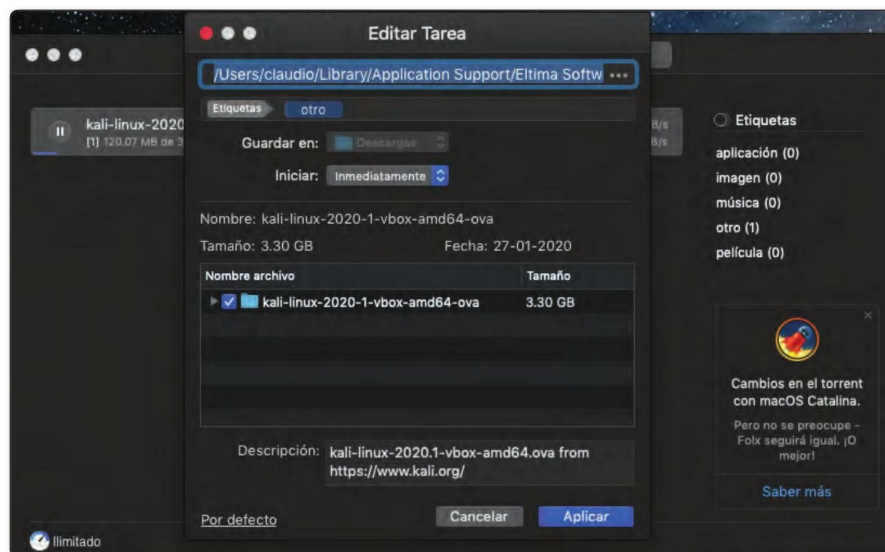 Editar Tarea
/Users/claudio/Library/Application Support/Eltima Softw
Etiquetas otro
Guardar en: Descargas
Iniciar: Inmediatamente
Nombre: kali-linux-2020-1-vbox-amd64-ova
Tamaño: 3.30 GB Fecha: 27-01-2020
Nombre archivo Tamaño
kali-linux-2020-1-vbox-amd64-ova 3.30 GB
Descripción: kali-linux-2020.1-vbox-amd64.ova from
https://www.kali.org/
Por defecto Cancelar Aplicar
kali-linux-2020
[1] 120.07 MB de 3
B/s
B/s
Etiquetas
aplicación (0)
imagen (0)
música (0)
otro (1)
película (0)
Cambios en el torrent
con macOS Catalina.
Pero no se preocupe -
Folx seguirá igual. ¡O
mejor!
Saber más
Ilimitado